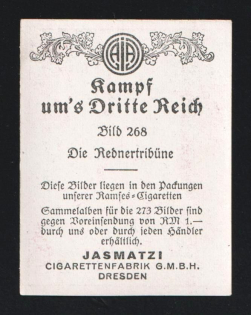 AJA
Kampf
um's Dritte Reich
Bild 268
Die Rednertribüne
Diese Bilder liegen in den Packungen
unserer Ramses-Cigaretten
Sammelalben für die 273 Bilder sind
gegen Voreinsendung von RM 1.—
durch uns oder durch jeden Händler
erhältlich.
JASMATZI
CIGARETTENFABRIK G.M.B.H.
DRESDEN